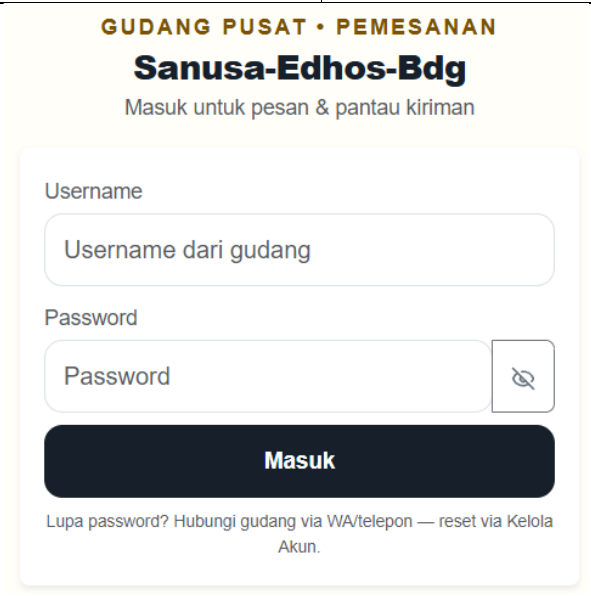 GUDANG PUSAT • PEMESANAN
Sanusa-Edhos-Bdg
Masuk untuk pesan & pantau kiriman
Username
Username dari gudang
Password
Password
Masuk
Lupa password? Hubungi gudang via WA/telepon — reset via Kelola
Akun.